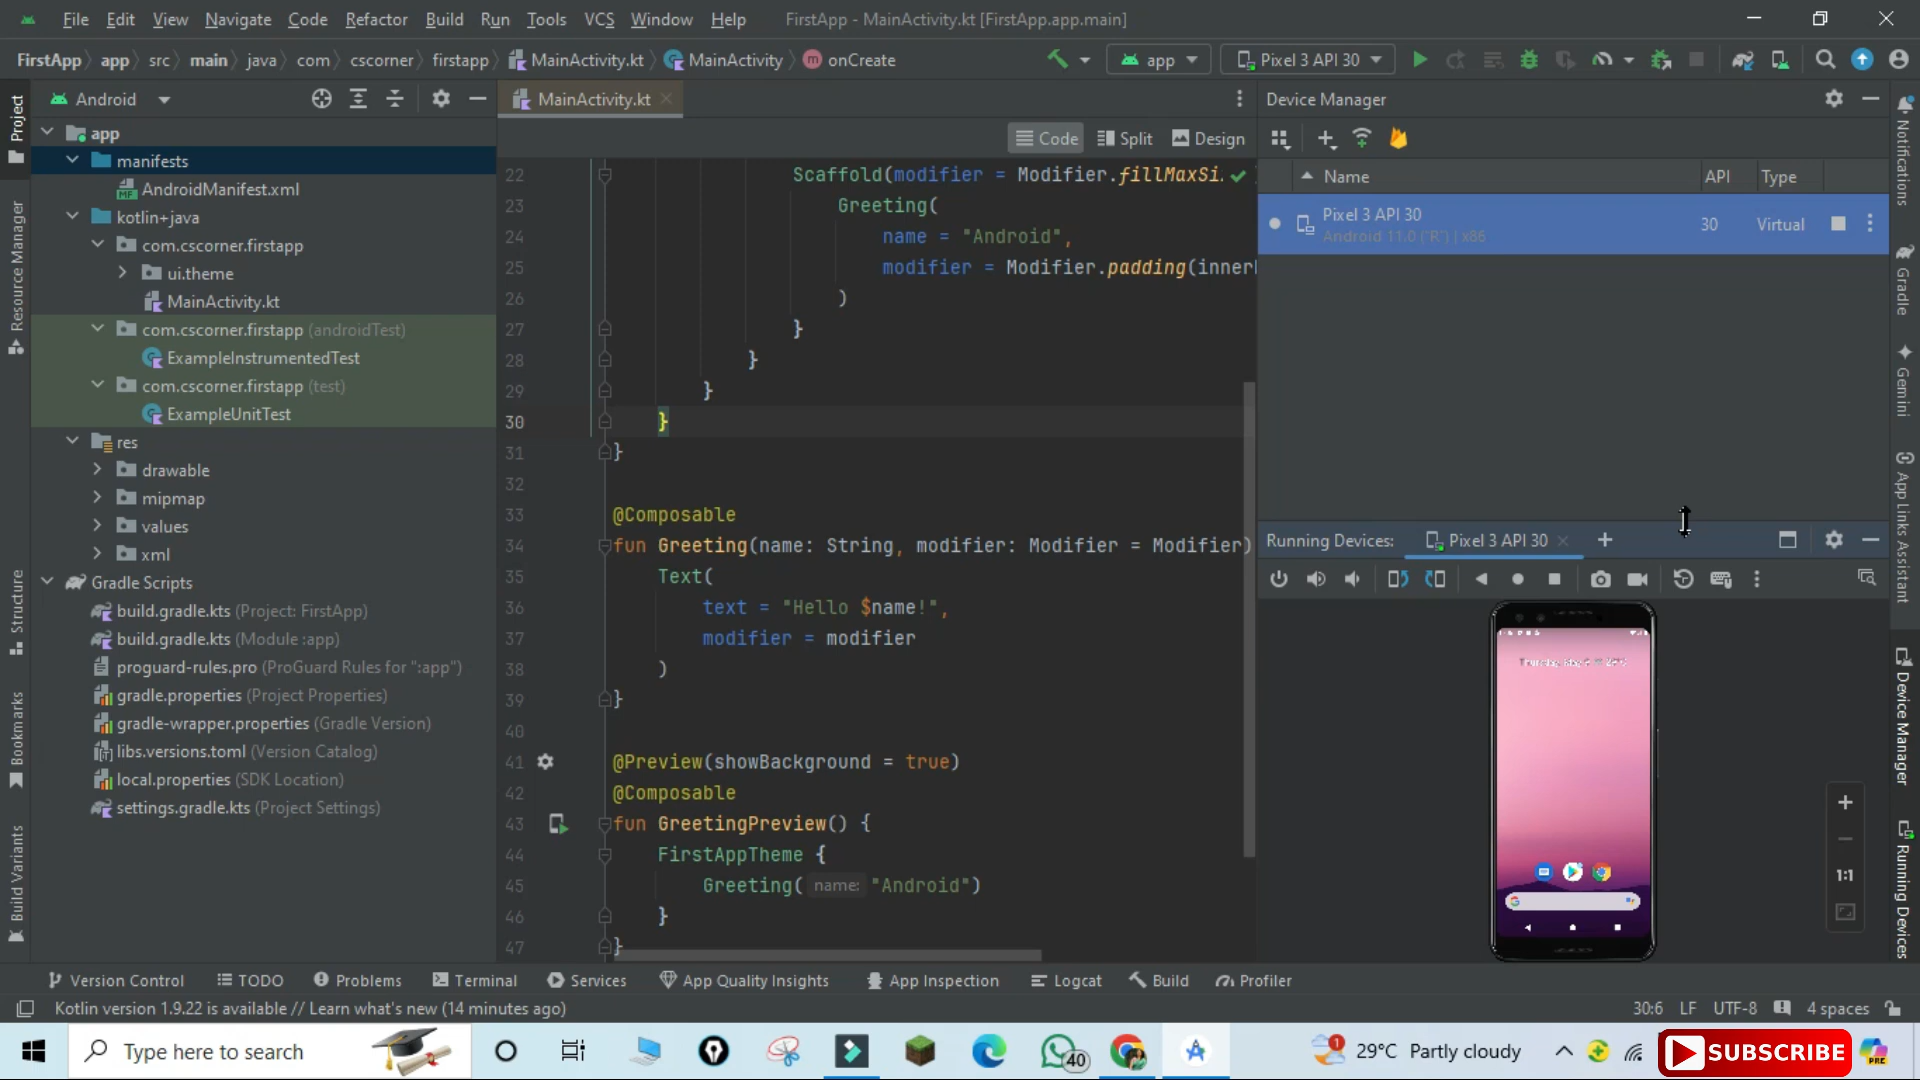 File Edit View Navigate Code Refactor Build Run Tools VCS Window Help FirstApp - MainActivity.kt [FirstApp.app.main]
FirstApp app src main java com cscorner firstapp MainActivity.kt MainActivity onCreate app Pixel 3 API 30
Project
Resource Manager
Structure
Bookmarks
Build Variants
Android
app
manifests
AndroidManifest.xml
kotlin+java
com.cscorner.firstapp
ui.theme
MainActivity.kt
com.cscorner.firstapp (androidTest)
ExampleInstrumentedTest
com.cscorner.firstapp (test)
ExampleUnitTest
res
drawable
mipmap
values
xml
Gradle Scripts
build.gradle.kts (Project: FirstApp)
build.gradle.kts (Module :app)
proguard-rules.pro (ProGuard Rules for ":app")
gradle.properties (Project Properties)
gradle-wrapper.properties (Gradle Version)
libs.versions.toml (Version Catalog)
local.properties (SDK Location)
settings.gradle.kts (Project Settings)
MainActivity.kt
Code Split Design
22 Scaffold(modifier = Modifier.fillMaxSi.
23 Greeting(
24 name = "Android",
25 modifier = Modifier.padding(inner
26 )
27 }
28 }
29 }
30 }
31 }
32
33 @Composable
34 fun Greeting(name: String, modifier: Modifier = Modifier)
35 Text(
36 text = "Hello $name!",
37 modifier = modifier
38 )
39 }
40
41 @Preview(showBackground = true)
42 @Composable
43 fun GreetingPreview() {
44 FirstAppTheme {
45 Greeting( name: "Android")
46 }
47 }
Device Manager
Name API Type
Pixel 3 API 30 30 Virtual
Android 11.0 ("R") | x86
Running Devices: Pixel 3 API 30
1:1
Notifications
Gradle
Gemini
App Links Assistant
Device Manager
Running Devices
Version Control TODO Problems Terminal Services App Quality Insights App Inspection Logcat Build Profiler
Kotlin version 1.9.22 is available // Learn what's new (14 minutes ago) 30:6 LF UTF-8 4 spaces
Type here to search 40 1 29°C Partly cloudy SUBSCRIBE PRE